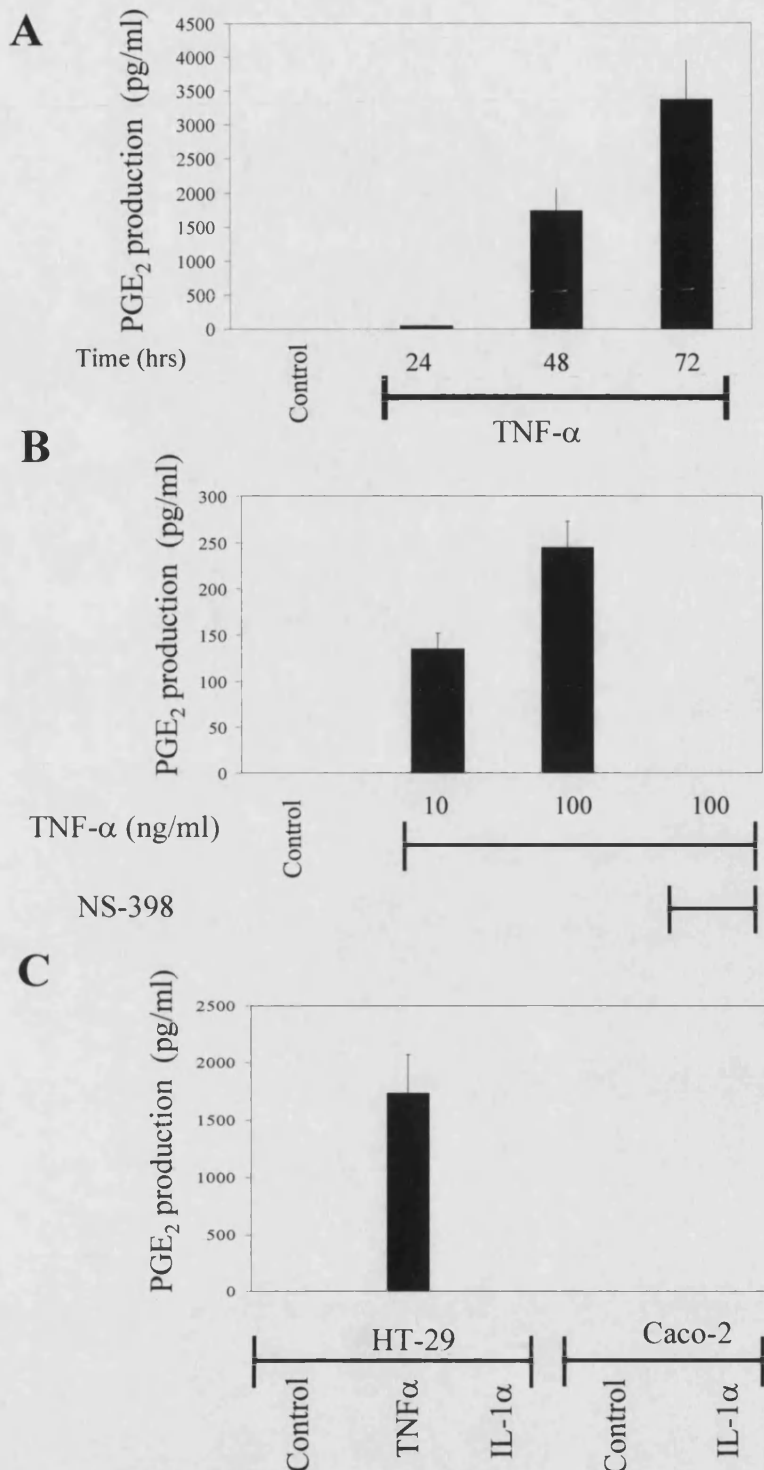 A
PGE2 production (pg/ml)
4500
4000
3500
3000
2500
2000
1500
1000
500
0
Time (hrs)
Control
24
48
72
TNF-α
B
PGE2 production (pg/ml)
300
250
200
150
100
50
0
TNF-α (ng/ml)
Control
10
100
100
NS-398
C
PGE2 production (pg/ml)
2500
2000
1500
1000
500
0
HT-29
Caco-2
Control
TNFα
IL-1α
Control
IL-1α